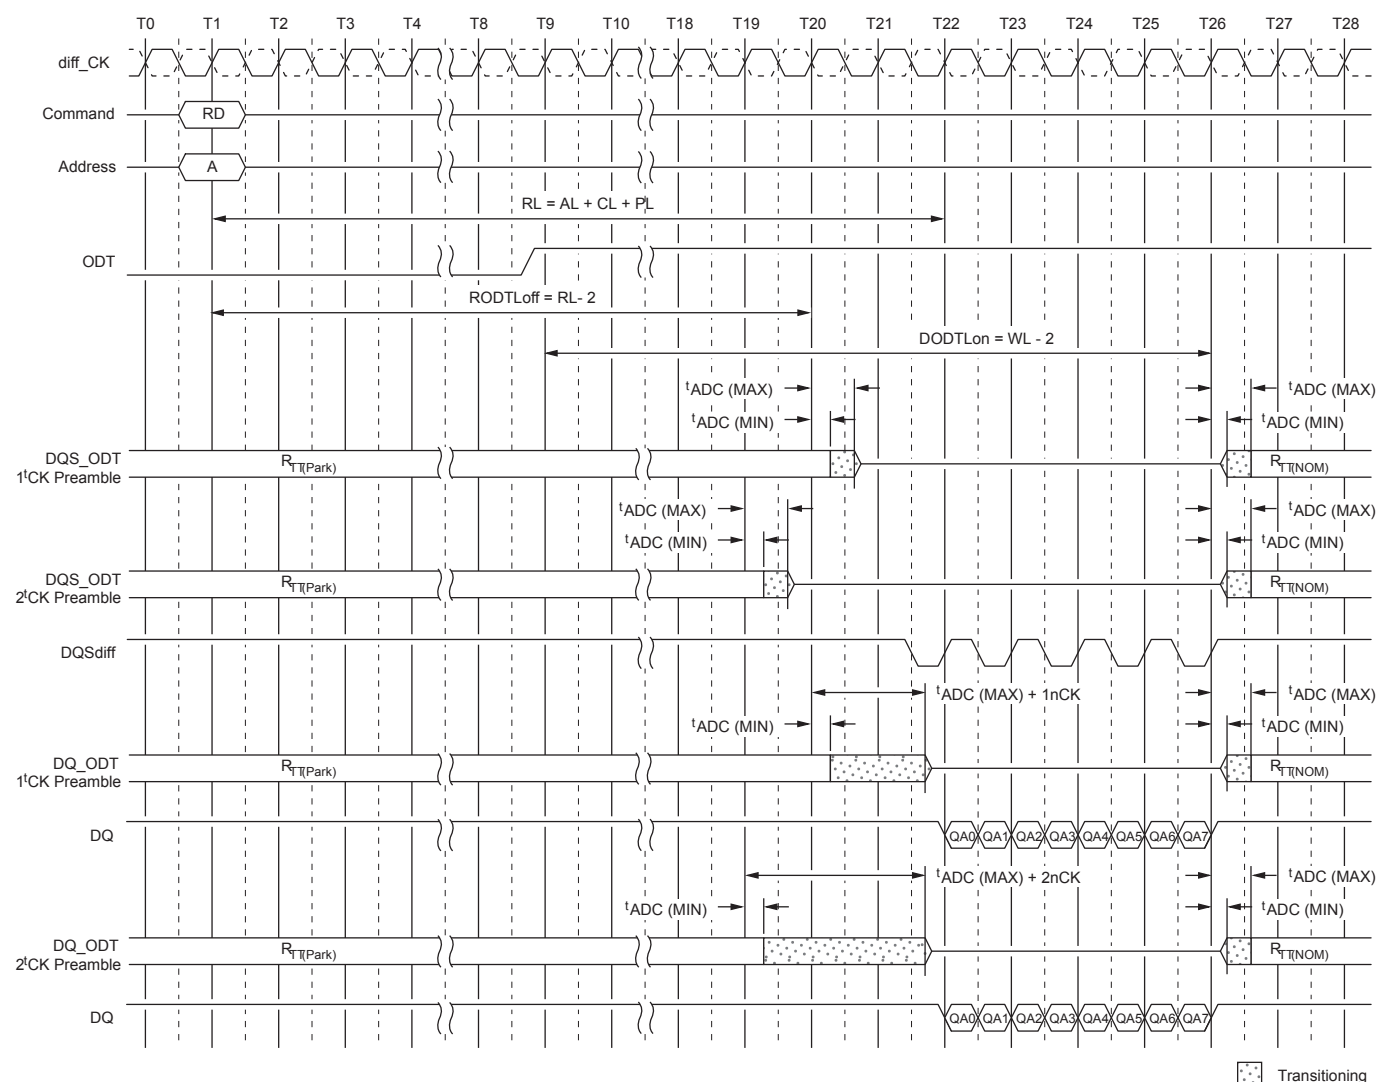 T0 T1 T2 T3 T4 T8 T9 T10 T18 T19 T20 T21 T22 T23 T24 T25 T26 T27 T28
diff_CK
Command RD
Address A
RL = AL + CL + PL
ODT
RODTLoff = RL- 2
DODTLon = WL - 2
tADC (MAX) tADC (MAX)
tADC (MIN) tADC (MIN)
DQS_ODT
1tCK Preamble
RTT(Park) RTT(NOM)
tADC (MAX) tADC (MAX)
tADC (MIN) tADC (MIN)
DQS_ODT
2tCK Preamble
RTT(Park) RTT(NOM)
DQSdiff
tADC (MAX) + 1nCK tADC (MAX)
tADC (MIN) tADC (MIN)
DQ_ODT
1tCK Preamble
RTT(Park) RTT(NOM)
DQ QA0 QA1 QA2 QA3 QA4 QA5 QA6 QA7
tADC (MAX) + 2nCK tADC (MAX)
tADC (MIN) tADC (MIN)
DQ_ODT
2tCK Preamble
RTT(Park) RTT(NOM)
DQ QA0 QA1 QA2 QA3 QA4 QA5 QA6 QA7
Transitioning